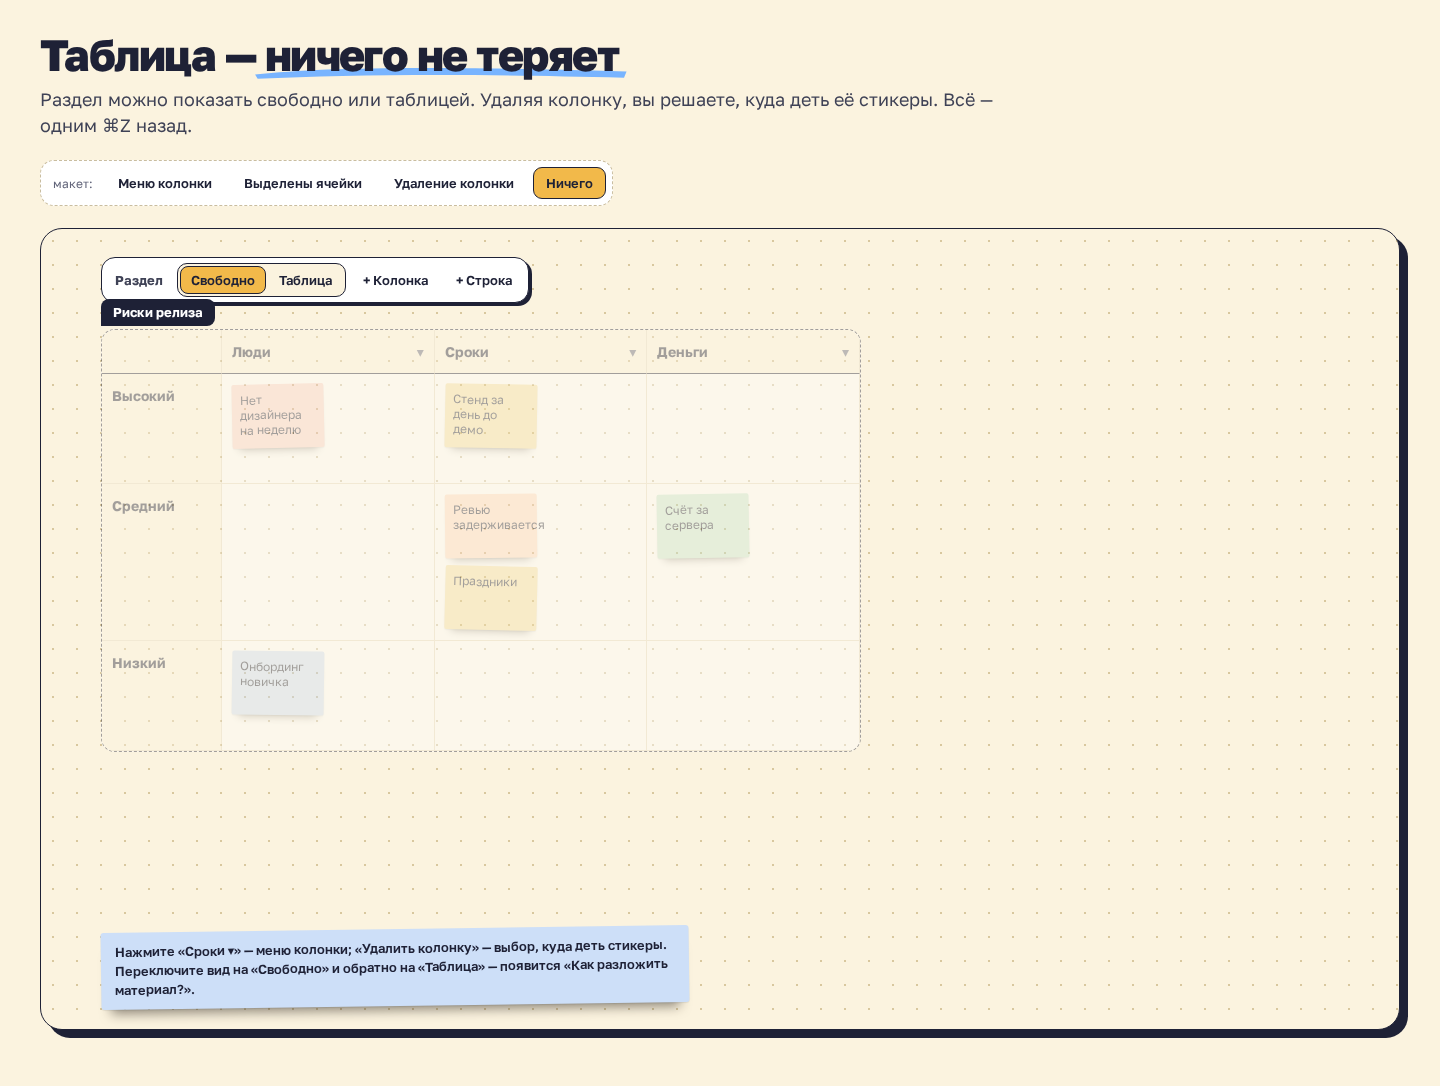 Таблица — ничего не теряет
Раздел можно показать свободно или таблицей. Удаляя колонку, вы решаете, куда деть её стикеры. Всё —
одним ⌘Z назад.
макет: Меню колонки Выделены ячейки Удаление колонки Ничего
Раздел Свободно Таблица + Колонка + Строка
Риски релиза
Люди ▾ Сроки ▾ Деньги ▾
Высокий
Нет
дизайнера
на неделю
Стенд за
день до
демо.
Средний
Ревью
задерживается
Праздники
Счёт за
сервера
Низкий
Онбординг
новичка
Нажмите «Сроки ▾» — меню колонки; «Удалить колонку» — выбор, куда деть стикеры.
Переключите вид на «Свободно» и обратно на «Таблица» — появится «Как разложить
материал?».